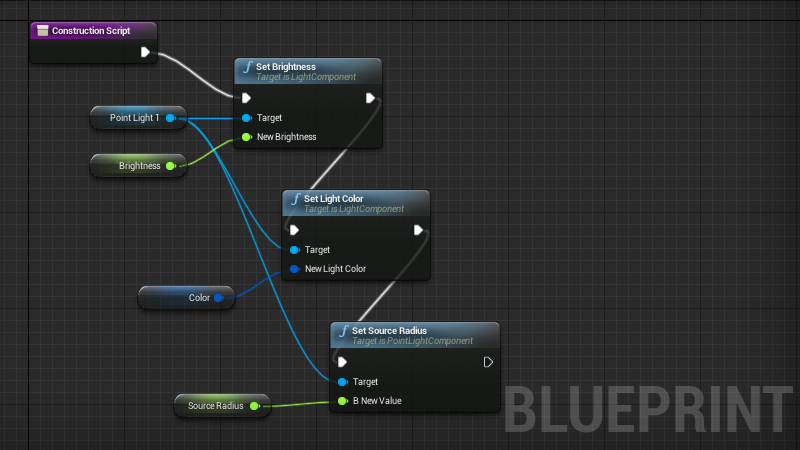 Construction Script
Set Brightness
Target is LightComponent
Point Light 1
Target
New Brightness
Brightness
Set Light Color
Target is LightComponent
Target
New Light Color
Color
Set Source Radius
Target is PointLightComponent
Target
Source Radius
B New Value
BLUEPRINT